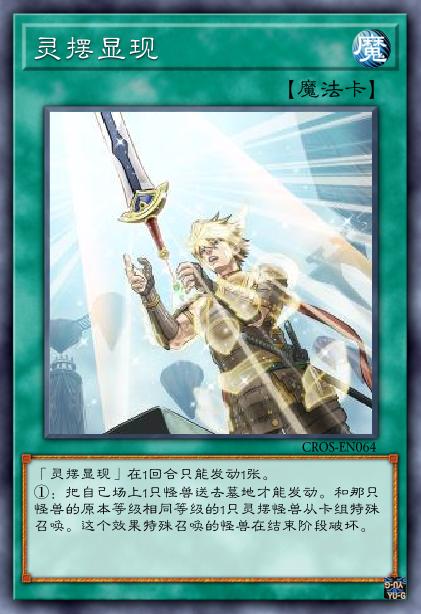 灵摆显现
魔
【魔法卡】
CROS-EN064
「灵摆显现」在1回合只能发动1张。
①：把自己场上1只怪兽送去墓地才能发动。和那只
怪兽的原本等级相同等级的1只灵摆怪兽从卡组特殊
召唤。这个效果特殊召唤的怪兽在结束阶段破坏。